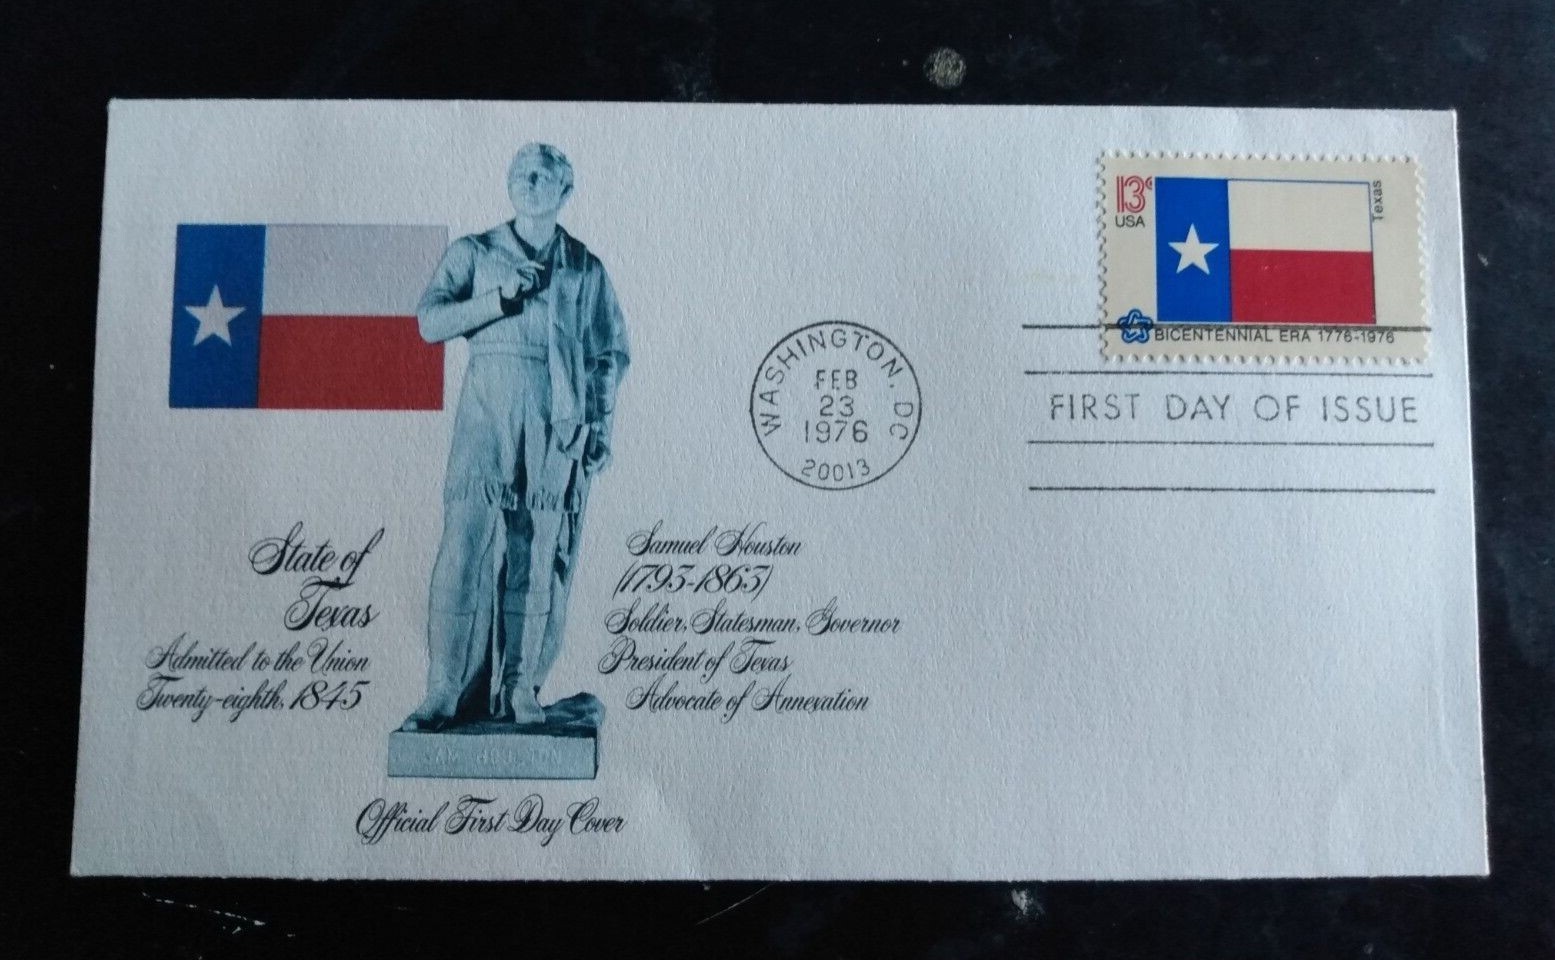 13¢
USA
Texas
BICENTENNIAL ERA 1776-1976
WASHINGTON, DC
FEB
23
1976
20013
FIRST DAY OF ISSUE
State of
Texas
Admitted to the Union
Twenty-eighth, 1845
Samuel Houston
(1793-1863)
Soldier, Statesman, Governor
President of Texas
Advocate of Annexation
SAM HOUSTON
Official First Day Cover